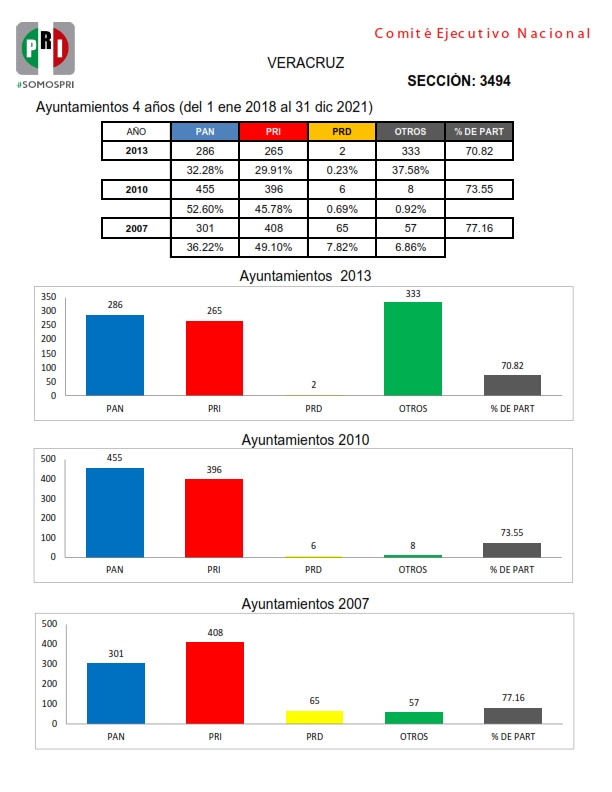 Comité Ejecutivo Nacional
PRI
#SOMOSPRI
VERACRUZ
SECCIÓN: 3494
Ayuntamientos 4 años (del 1 ene 2018 al 31 dic 2021)
AÑO PAN PRI PRD OTROS % DE PART
2013 286 265 2 333 70.82
32.28% 29.91% 0.23% 37.58%
2010 455 396 6 8 73.55
52.60% 45.78% 0.69% 0.92%
2007 301 408 65 57 77.16
36.22% 49.10% 7.82% 6.86%
Ayuntamientos 2013
350
300
250
200
150
100
50
0
286
265
2
333
70.82
PAN PRI PRD OTROS % DE PART
Ayuntamientos 2010
500
400
300
200
100
0
455
396
6
8
73.55
PAN PRI PRD OTROS % DE PART
Ayuntamientos 2007
500
400
300
200
100
0
301
408
65
57
77.16
PAN PRI PRD OTROS % DE PART